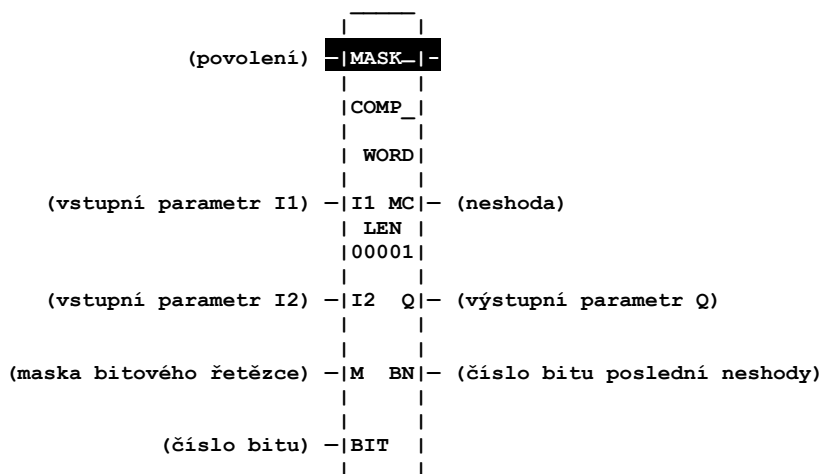 (povolení) MASK_
COMP_
WORD
(vstupní parametr I1) I1 MC (neshoda)
LEN
00001
(vstupní parametr I2) I2 Q (výstupní parametr Q)
(maska bitového řetězce) M BN (číslo bitu poslední neshody)
(číslo bitu) BIT